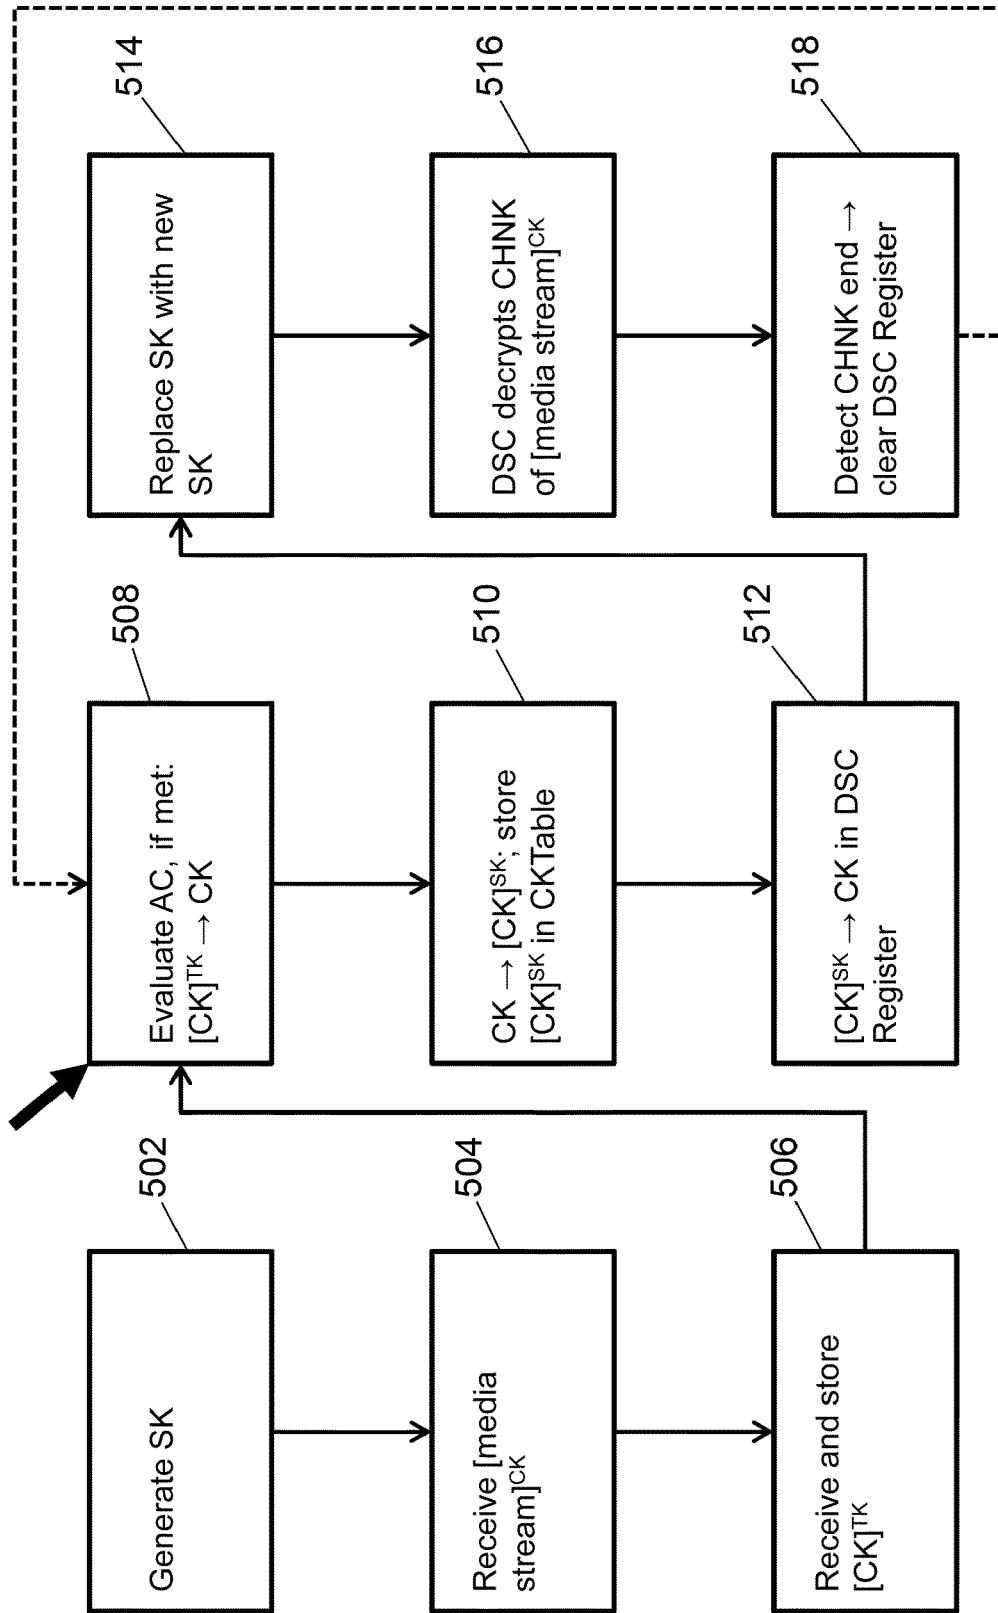 502
Generate SK
504
Receive [media
stream]^CK
506
Receive and store
[CK]^TK
508
Evaluate AC, if met:
[CK]^TK → CK
510
CK → [CK]^SK; store
[CK]^SK in CKTable
512
[CK]^SK → CK in DSC
Register
514
Replace SK with new
SK
516
DSC decrypts CHNK
of [media stream]^CK
518
Detect CHNK end →
clear DSC Register